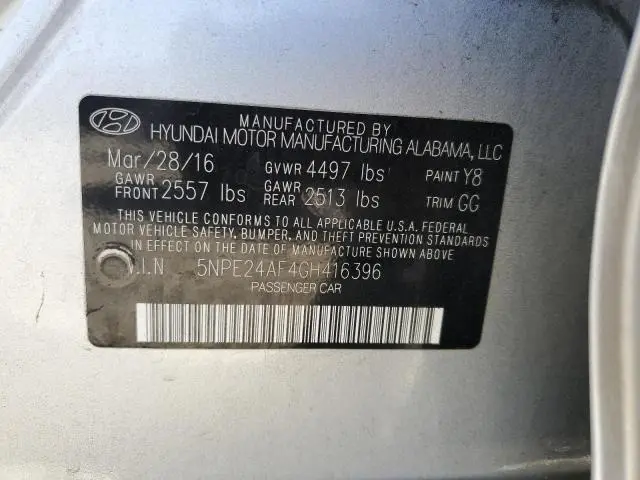 MANUFACTURED BY
HYUNDAI MOTOR MANUFACTURING ALABAMA, LLC
Mar/28/16 GVWR 4497 lbs PAINT Y8
GAWR FRONT 2557 lbs GAWR REAR 2513 lbs TRIM GG
THIS VEHICLE CONFORMS TO ALL APPLICABLE U.S.A. FEDERAL
MOTOR VEHICLE SAFETY, BUMPER, AND THEFT PREVENTION
STANDARDS IN EFFECT ON THE DATE OF MANUFACTURE SHOWN ABOVE
V.I.N 5NPE24AF4GH416396
PASSENGER CAR